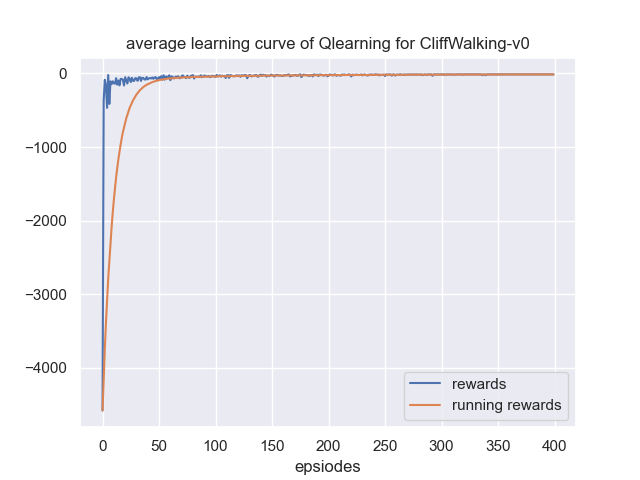 average learning curve of Qlearning for CliffWalking-v0
0
−1000
−2000
−3000
−4000
rewards
running rewards
0 50 100 150 200 250 300 350 400
epsiodes